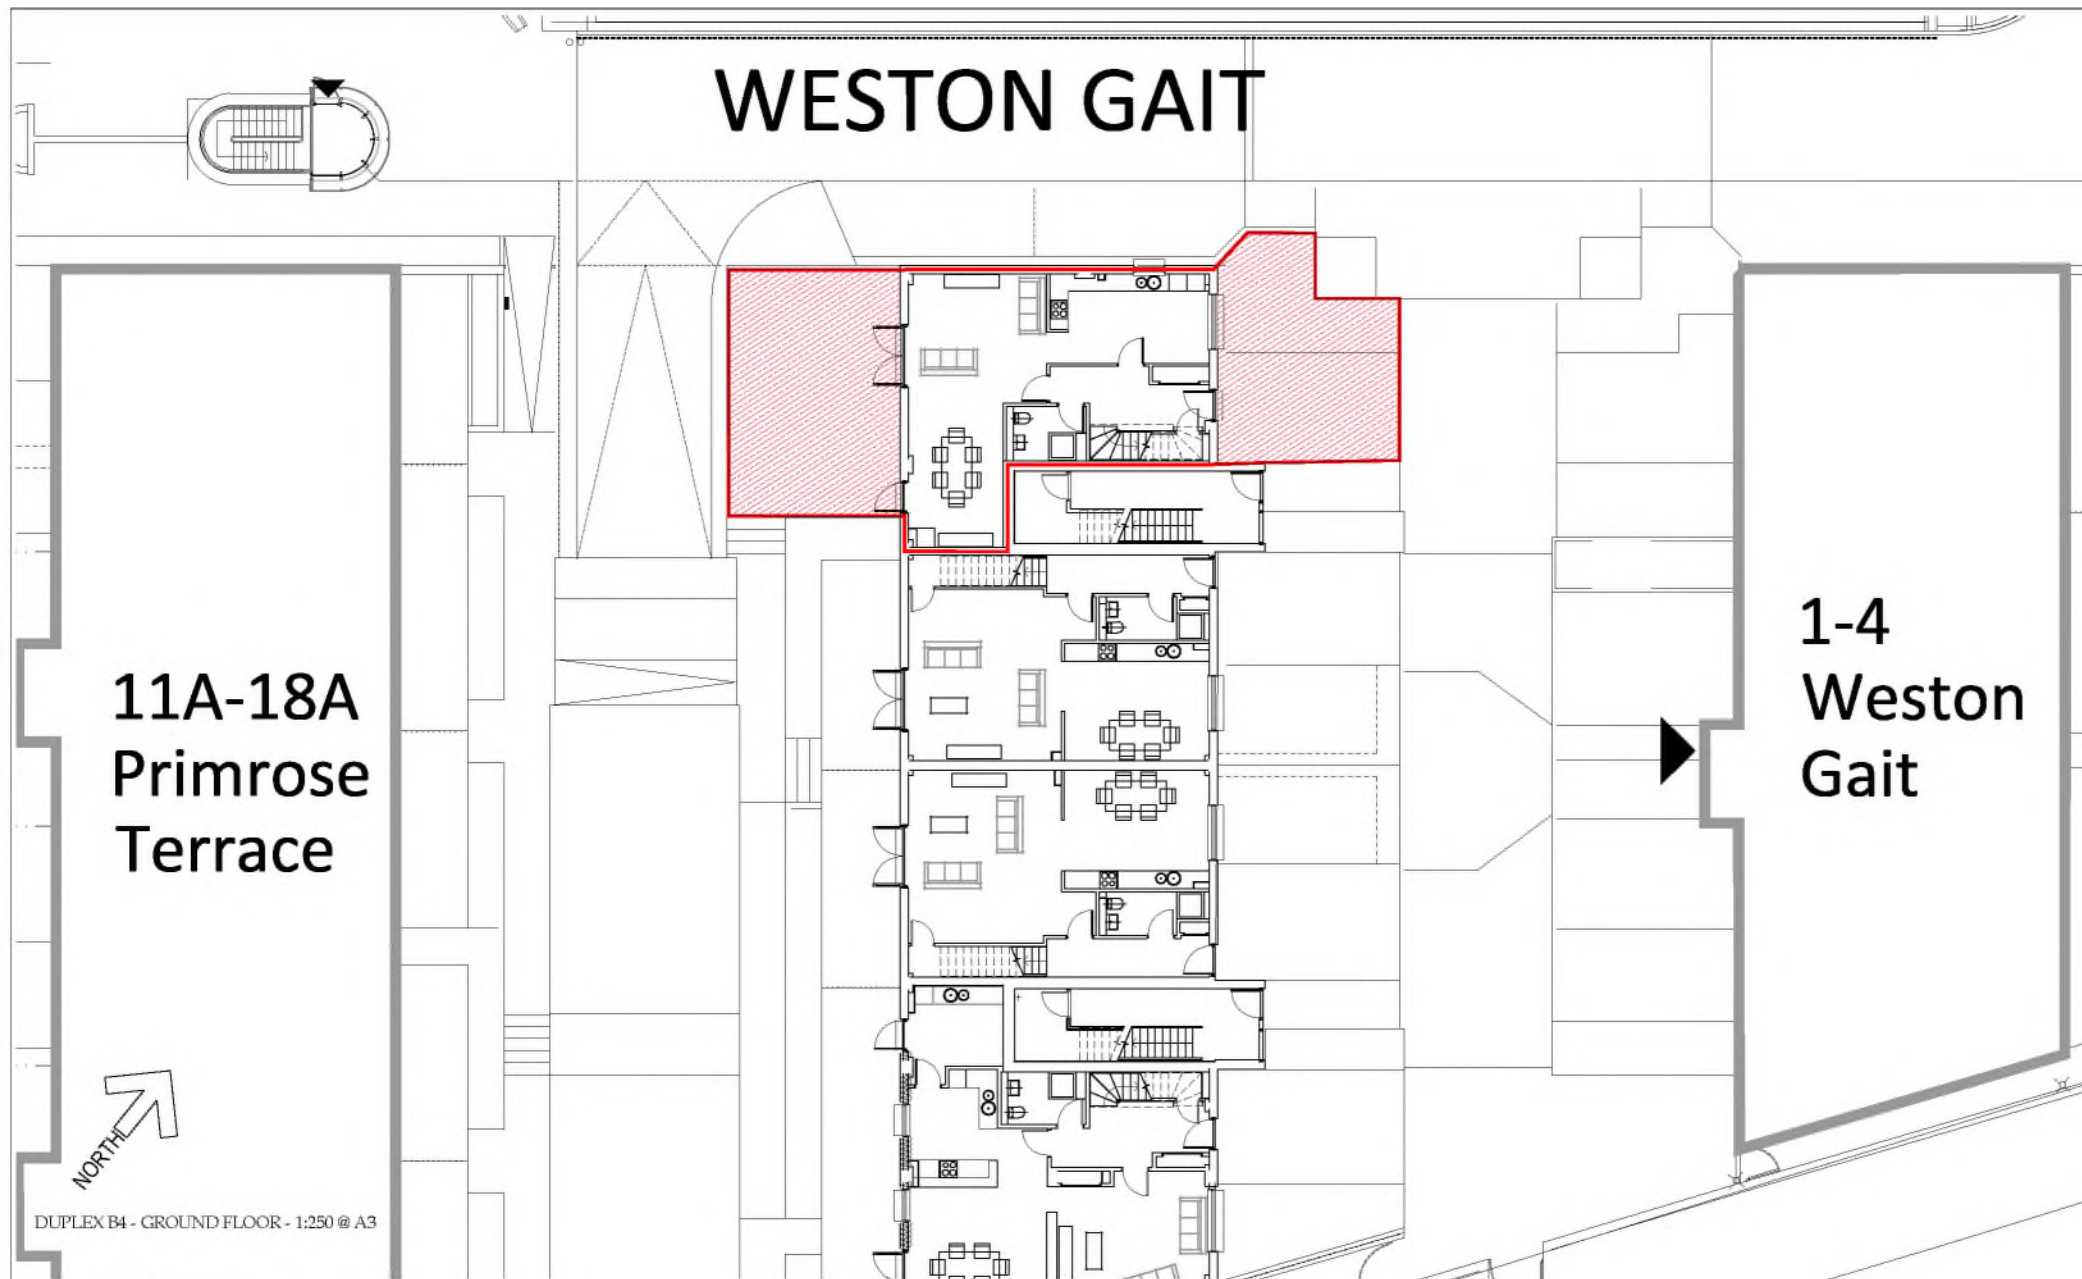 WESTON GAIT
11A-18A
Primrose
Terrace
1-4
Weston
Gait
NORTH
DUPLEX B4 - GROUND FLOOR - 1:250 @ A3